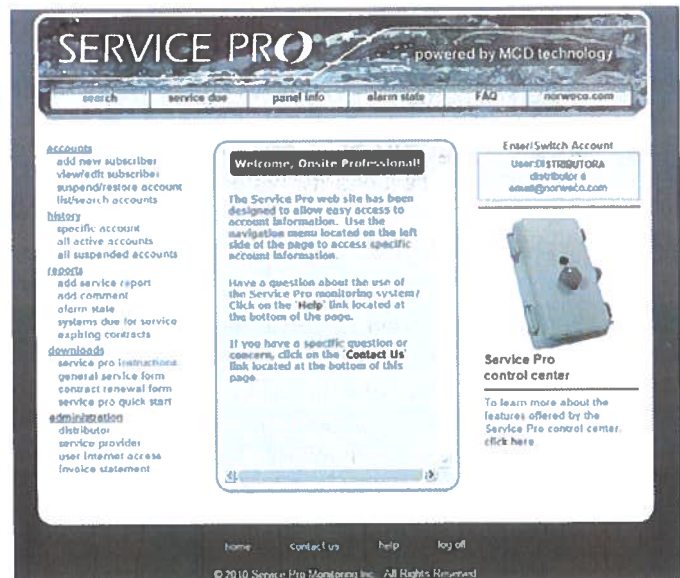 SERVICE PRO
powered by MCD technology
search service due panel info alarm state FAQ norweco.com
accounts
add new subscriber
view/edit subscriber
suspend/restore account
list/search accounts
history
specific account
all active accounts
all suspended accounts
reports
add service report
add comment
alarm state
systems due for service
expiring contracts
downloads
service pro instructions
general service form
contract renewal form
service pro quick start
administration
distributor
service provider
user internet access
invoice statement
Welcome, Onsite Professional!
The Service Pro web site has been
designed to allow easy access to
account information. Use the
navigation menu located on the left
side of the page to access specific
account information.
Have a question about the use of
the Service Pro monitoring system?
Click on the 'Help' link located at
the bottom of the page.
If you have a specific question or
concern, click on the 'Contact Us'
link located at the bottom of this
page
Enter/Switch Account
User:DISTRIBUTORA
distributor a
email@norweco.com
Service Pro
control center
To learn more about the
features offered by the
Service Pro control center,
click here
home contact us help log off
© 2010 Service Pro Monitoring Inc. All Rights Reserved